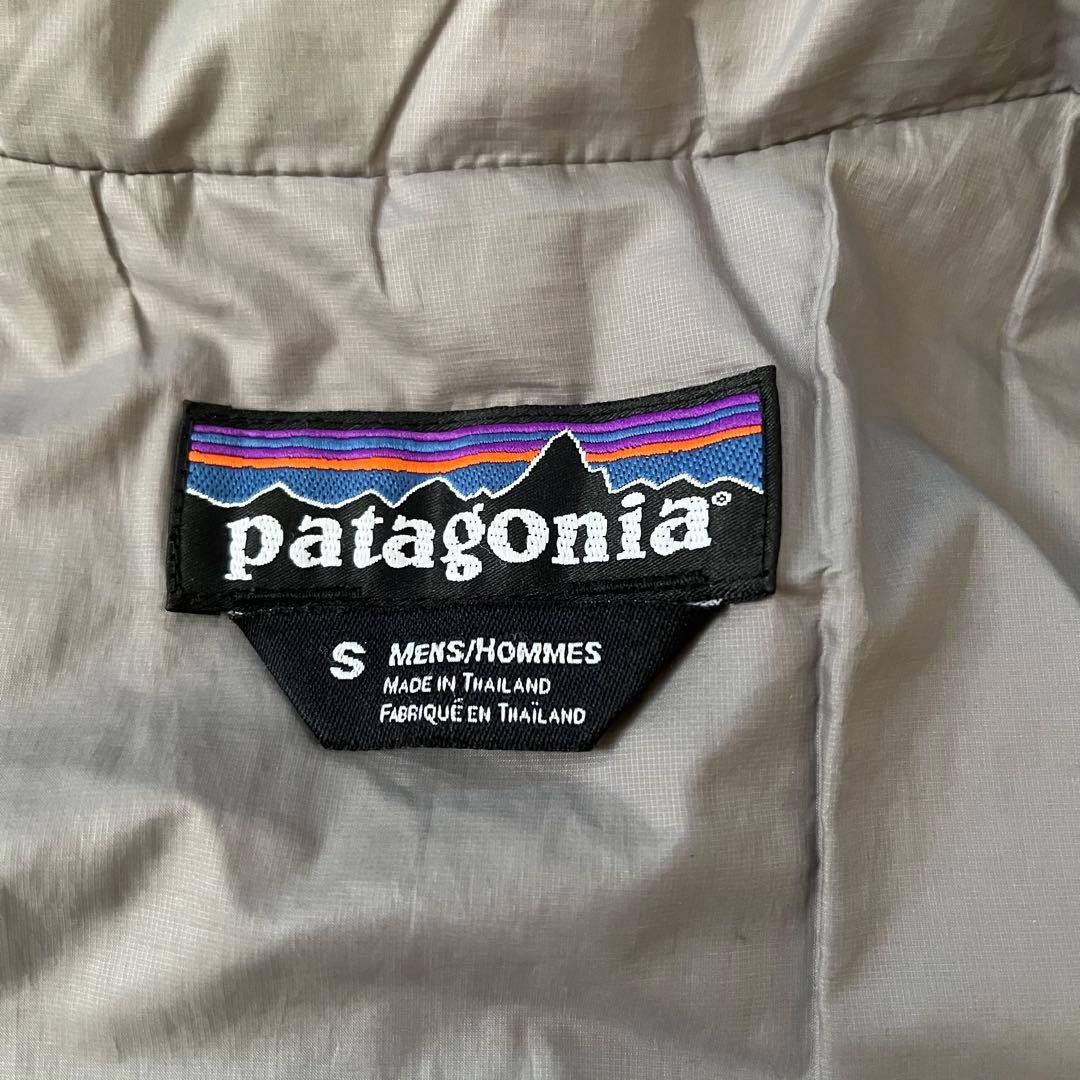 patagonia®
S MENS/HOMMES
MADE IN THAILAND
FABRIQUÉ EN THAÏLAND